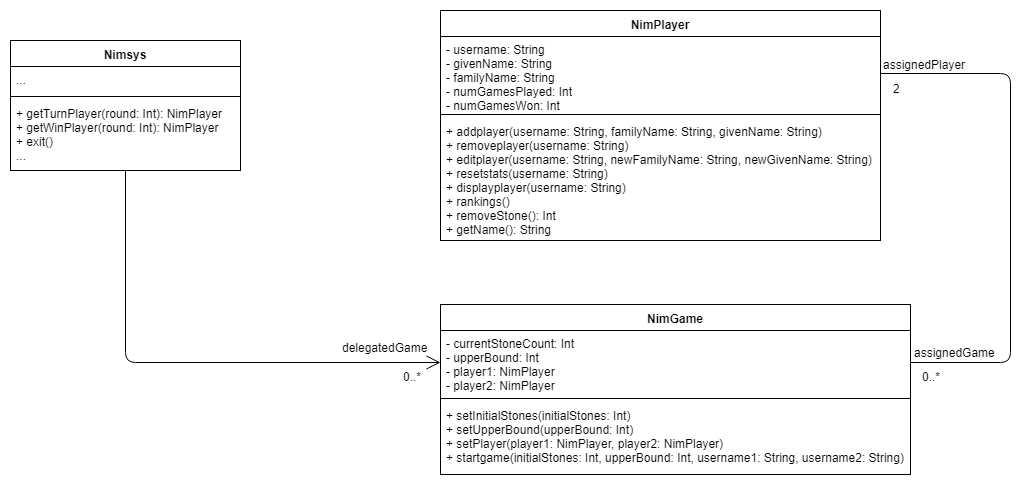 Nimsys
...
+ getTurnPlayer(round: Int): NimPlayer
+ getWinPlayer(round: Int): NimPlayer
+ exit()
...
NimPlayer
- username: String
- givenName: String
- familyName: String
- numGamesPlayed: Int
- numGamesWon: Int
+ addplayer(username: String, familyName: String, givenName: String)
+ removeplayer(username: String)
+ editplayer(username: String, newFamilyName: String, newGivenName: String)
+ resetstats(username: String)
+ displayplayer(username: String)
+ rankings()
+ removeStone(): Int
+ getName(): String
assignedPlayer
2
delegatedGame
0..*
NimGame
- currentStoneCount: Int
- upperBound: Int
- player1: NimPlayer
- player2: NimPlayer
+ setInitialStones(initialStones: Int)
+ setUpperBound(upperBound: Int)
+ setPlayer(player1: NimPlayer, player2: NimPlayer)
+ startgame(initialStones: Int, upperBound: Int, username1: String, username2: String)
assignedGame
0..*